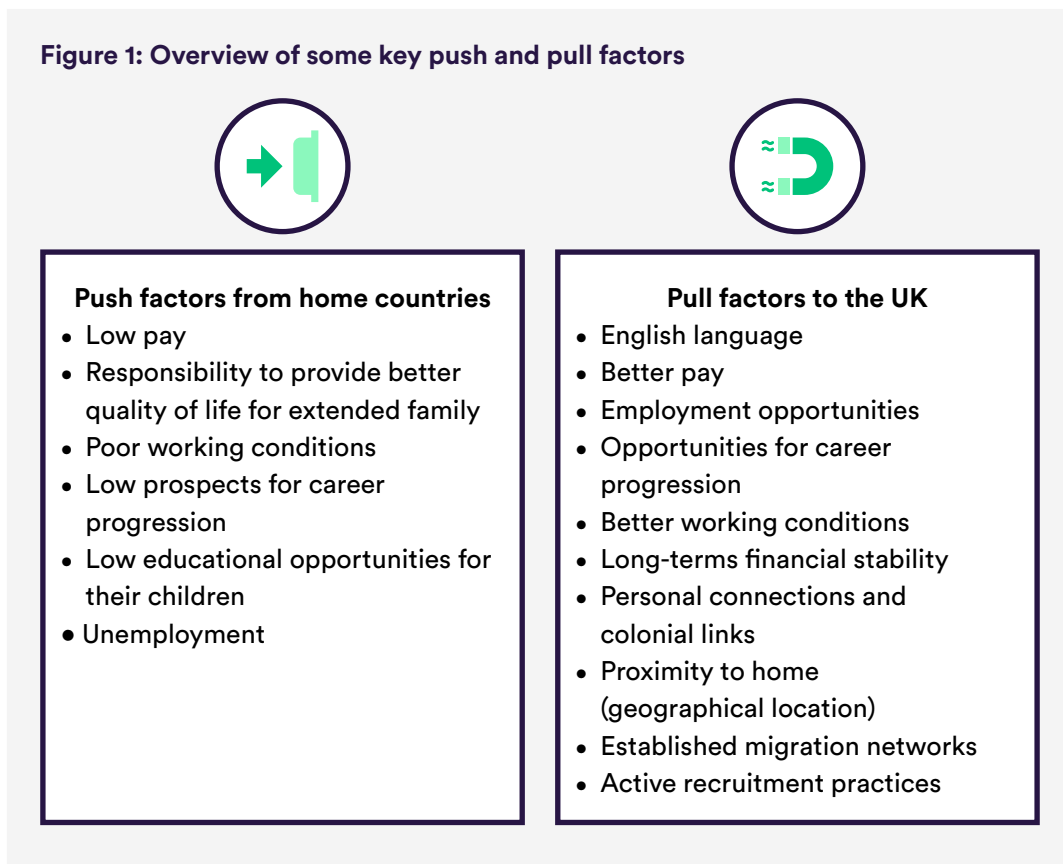 Figure 1: Overview of some key push and pull factors
Push factors from home countries
• Low pay
• Responsibility to provide better
quality of life for extended family
• Poor working conditions
• Low prospects for career
progression
• Low educational opportunities for
their children
• Unemployment
Pull factors to the UK
• English language
• Better pay
• Employment opportunities
• Opportunities for career
progression
• Better working conditions
• Long-terms financial stability
• Personal connections and
colonial links
• Proximity to home
(geographical location)
• Established migration networks
• Active recruitment practices